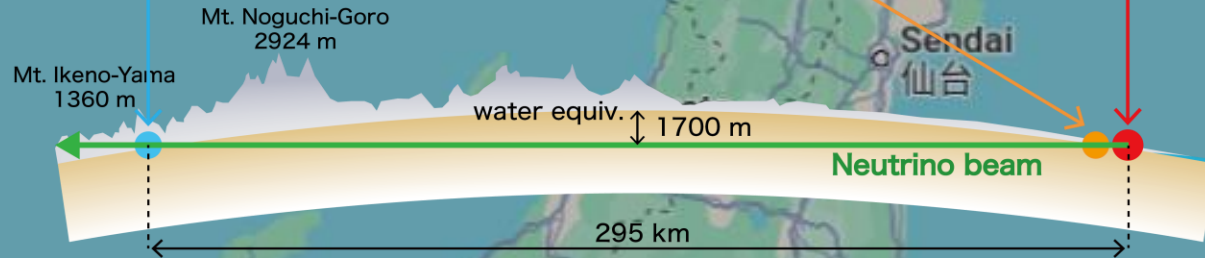 Mt. Noguchi-Goro
2924 m
Mt. Ikeno-Yama
1360 m
Sendai
仙台
water equiv.
1700 m
Neutrino beam
295 km